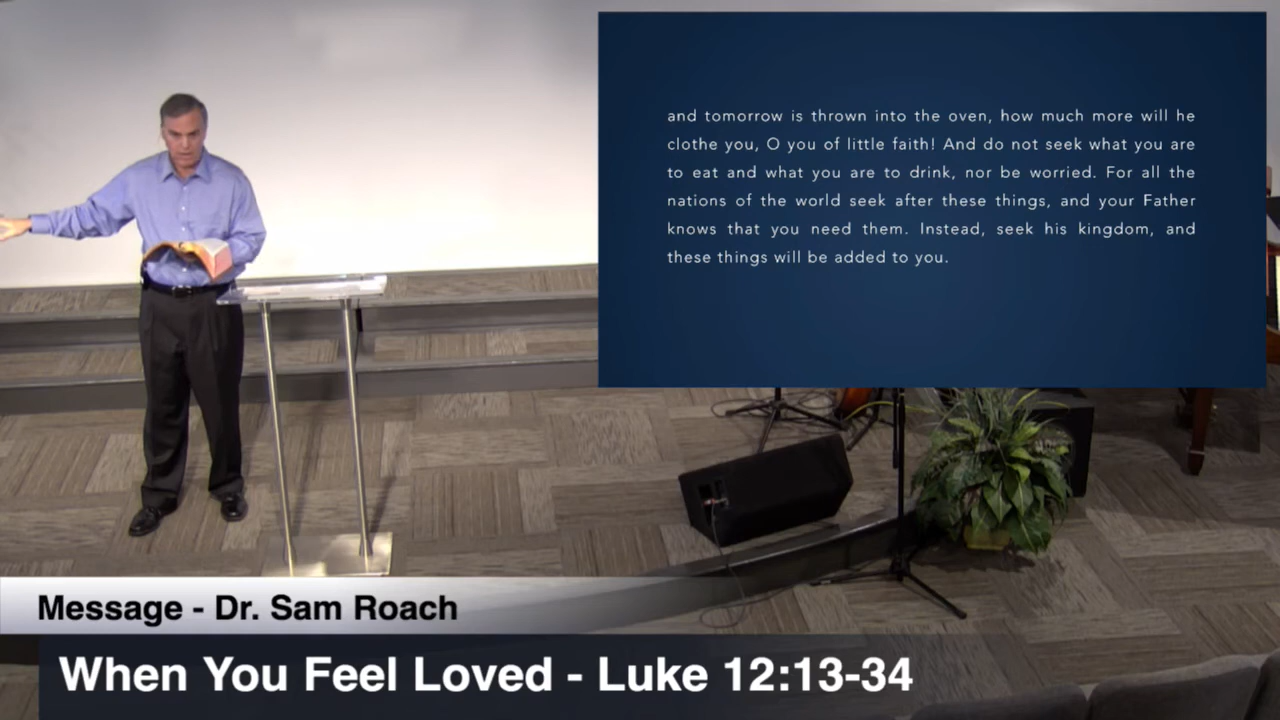 and tomorrow is thrown into the oven, how much more will he
clothe you, O you of little faith! And do not seek what you are
to eat and what you are to drink, nor be worried. For all the
nations of the world seek after these things, and your Father
knows that you need them. Instead, seek his kingdom, and
these things will be added to you.
Message - Dr. Sam Roach
When You Feel Loved - Luke 12:13-34